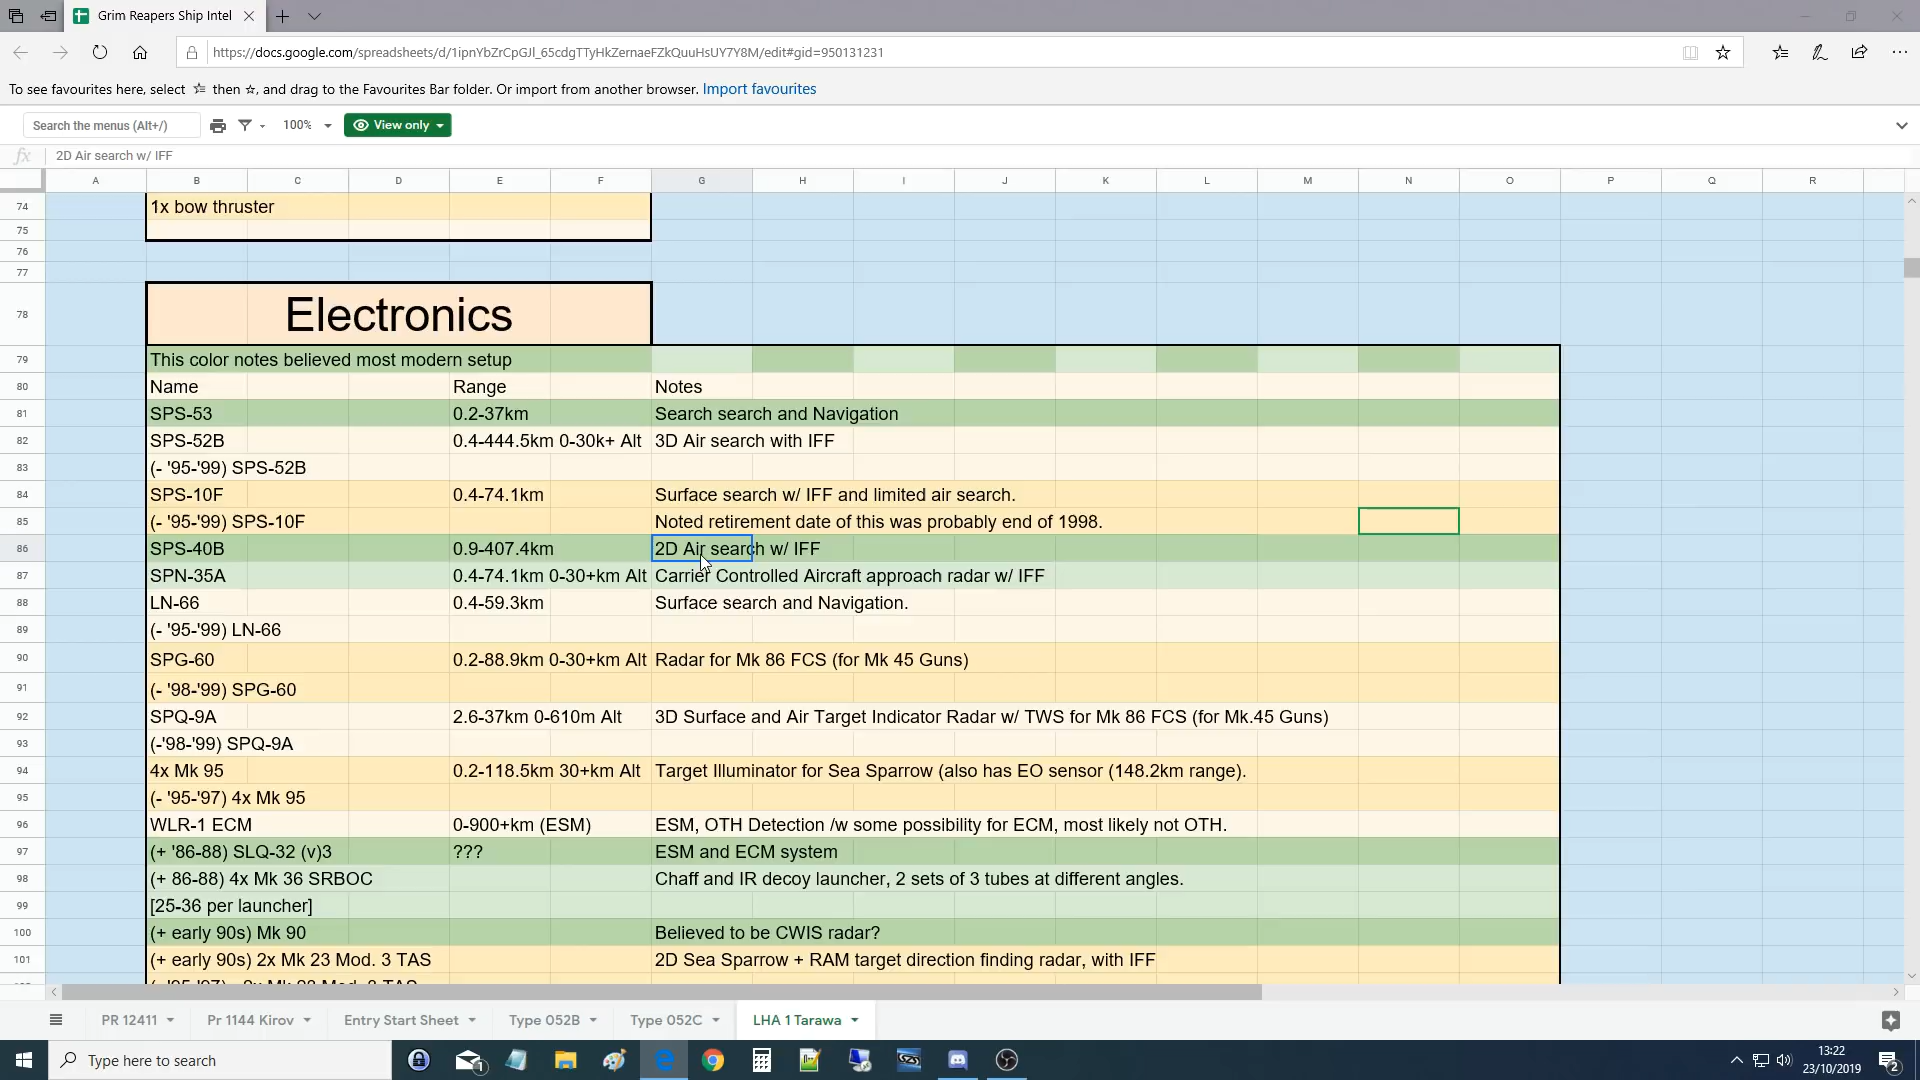 Grim Reapers Ship Intel
https://docs.google.com/spreadsheets/d/1ipnYbZrCpGJl_65cdgTTyHkZernaeFZkQuuHsUY7Y8M/edit#gid=950131231
To see favourites here, select ☆ then ☆, and drag to the Favourites Bar folder. Or import from another browser. Import favourites
Search the menus (Alt+/) 100% View only
fx 2D Air search w/ IFF
A B C D E F G H I J K L M N O P Q R
74 1x bow thruster
75
76
77
78 Electronics
79 This color notes believed most modern setup
80 Name Range Notes
81 SPS-53 0.2-37km Search search and Navigation
82 SPS-52B 0.4-444.5km 0-30k+ Alt 3D Air search with IFF
83 (- '95-'99) SPS-52B
84 SPS-10F 0.4-74.1km Surface search w/ IFF and limited air search.
85 (- '95-'99) SPS-10F Noted retirement date of this was probably end of 1998.
86 SPS-40B 0.9-407.4km 2D Air search w/ IFF
87 SPN-35A 0.4-74.1km 0-30+km Alt Carrier Controlled Aircraft approach radar w/ IFF
88 LN-66 0.4-59.3km Surface search and Navigation.
89 (- '95-'99) LN-66
90 SPG-60 0.2-88.9km 0-30+km Alt Radar for Mk 86 FCS (for Mk 45 Guns)
91 (- '98-'99) SPG-60
92 SPQ-9A 2.6-37km 0-610m Alt 3D Surface and Air Target Indicator Radar w/ TWS for Mk 86 FCS (for Mk.45 Guns)
93 (-'98-'99) SPQ-9A
94 4x Mk 95 0.2-118.5km 30+km Alt Target Illuminator for Sea Sparrow (also has EO sensor (148.2km range).
95 (- '95-'97) 4x Mk 95
96 WLR-1 ECM 0-900+km (ESM) ESM, OTH Detection /w some possibility for ECM, most likely not OTH.
97 (+ '86-88) SLQ-32 (v)3 ??? ESM and ECM system
98 (+ 86-88) 4x Mk 36 SRBOC Chaff and IR decoy launcher, 2 sets of 3 tubes at different angles.
99 [25-36 per launcher]
100 (+ early 90s) Mk 90 Believed to be CWIS radar?
101 (+ early 90s) 2x Mk 23 Mod. 3 TAS 2D Sea Sparrow + RAM target direction finding radar, with IFF
PR 12411 Pr 1144 Kirov Entry Start Sheet Type 052B Type 052C LHA 1 Tarawa
Type here to search
1
13:22
23/10/2019
2